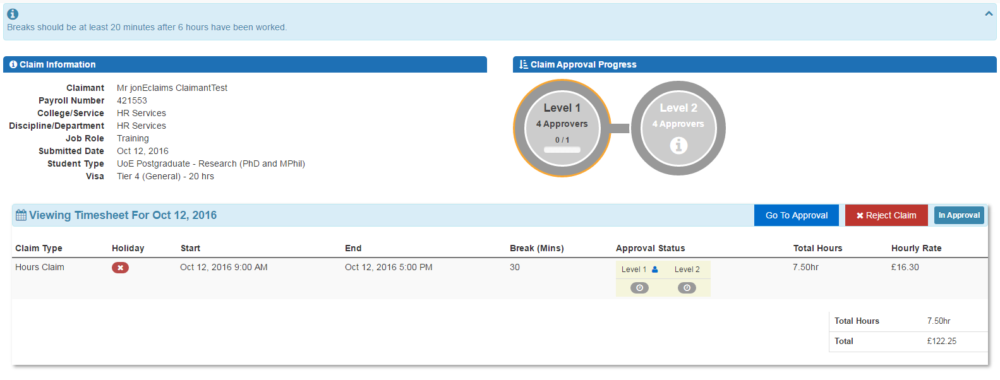 Breaks should be at least 20 minutes after 6 hours have been worked.
Claim Information
Claimant Mr jonEclaims ClaimantTest
Payroll Number 421553
College/Service HR Services
Discipline/Department HR Services
Job Role Training
Submitted Date Oct 12, 2016
Student Type UoE Postgraduate - Research (PhD and MPhil)
Visa Tier 4 (General) - 20 hrs
Claim Approval Progress
Level 1
4 Approvers
0 / 1
Level 2
4 Approvers
Viewing Timesheet For Oct 12, 2016 Go To Approval Reject Claim In Approval
Claim Type Holiday Start End Break (Mins) Approval Status Total Hours Hourly Rate
Hours Claim Oct 12, 2016 9:00 AM Oct 12, 2016 5:00 PM 30 Level 1 Level 2 7.50hr £16.30
Total Hours 7.50hr
Total £122.25